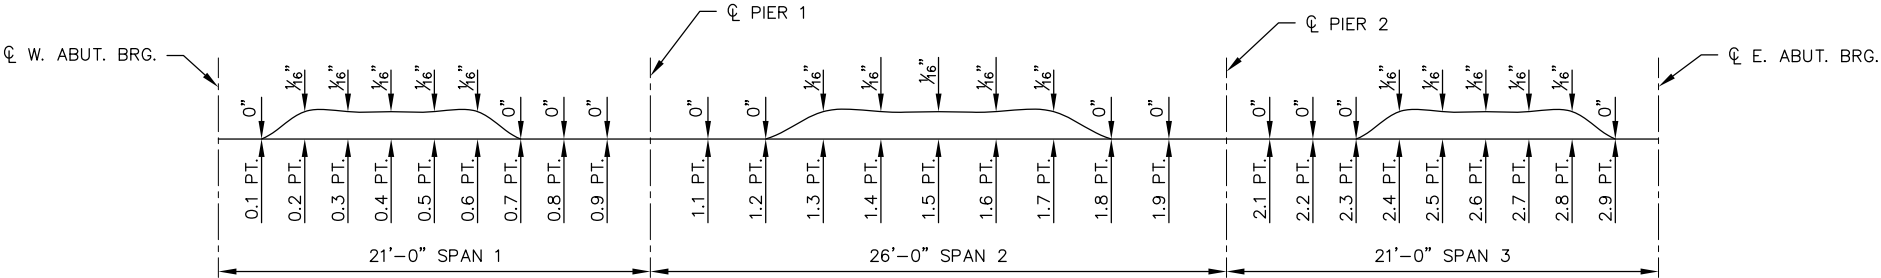 ℄ W. ABUT. BRG.
℄ PIER 1
℄ PIER 2
℄ E. ABUT. BRG.
0" 1/16" 1/16" 1/16" 1/16" 1/16" 0" 0" 0"
0" 0" 1/16" 1/16" 1/16" 1/16" 1/16" 0" 0"
0" 0" 0" 1/16" 1/16" 1/16" 1/16" 1/16" 0"
0.1 PT. 0.2 PT. 0.3 PT. 0.4 PT. 0.5 PT. 0.6 PT. 0.7 PT. 0.8 PT. 0.9 PT.
1.1 PT. 1.2 PT. 1.3 PT. 1.4 PT. 1.5 PT. 1.6 PT. 1.7 PT. 1.8 PT. 1.9 PT.
2.1 PT. 2.2 PT. 2.3 PT. 2.4 PT. 2.5 PT. 2.6 PT. 2.7 PT. 2.8 PT. 2.9 PT.
21'-0" SPAN 1
26'-0" SPAN 2
21'-0" SPAN 3